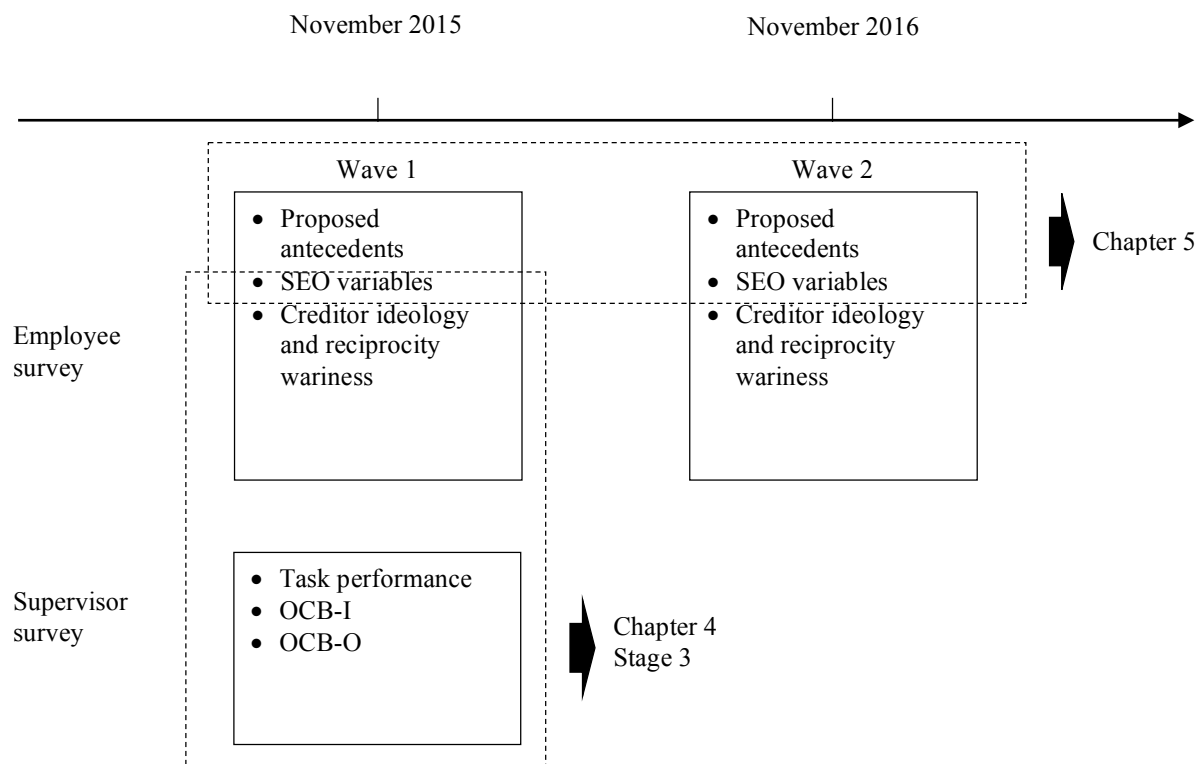 November 2015
November 2016
Wave 1
Wave 2
• Proposed
antecedents
• SEO variables
• Creditor ideology
and reciprocity
wariness
• Proposed
antecedents
• SEO variables
• Creditor ideology
and reciprocity
wariness
Chapter 5
Employee
survey
Supervisor
survey
• Task performance
• OCB-I
• OCB-O
Chapter 4
Stage 3